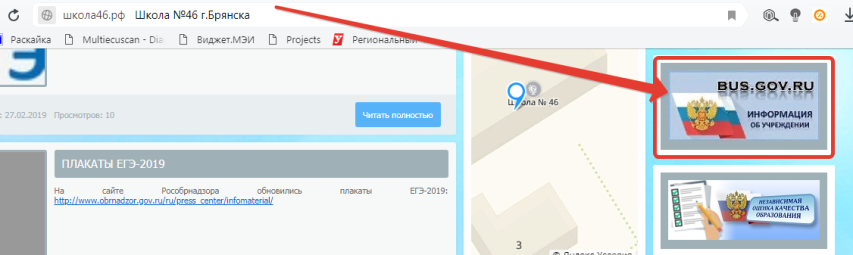 школа46.рф Школа №46 г.Брянска
Раскайка Multiecuscan - Dia Виджет.МЭИ Projects Региональный
: 27.02.2019 Просмотров: 10
Читать полностью
ПЛАКАТЫ ЕГЭ-2019
На сайте Рособрнадзора обновились плакаты ЕГЭ-2019:
http://www.obrnadzor.gov.ru/ru/press_center/infomaterial/
Школа № 46
3
© Яндекс Условия
BUS.GOV.RU
ИНФОРМАЦИЯ
ОБ УЧРЕЖДЕНИИ
НЕЗАВИСИМАЯ
ОЦЕНКА КАЧЕСТВА
ОБРАЗОВАНИЯ